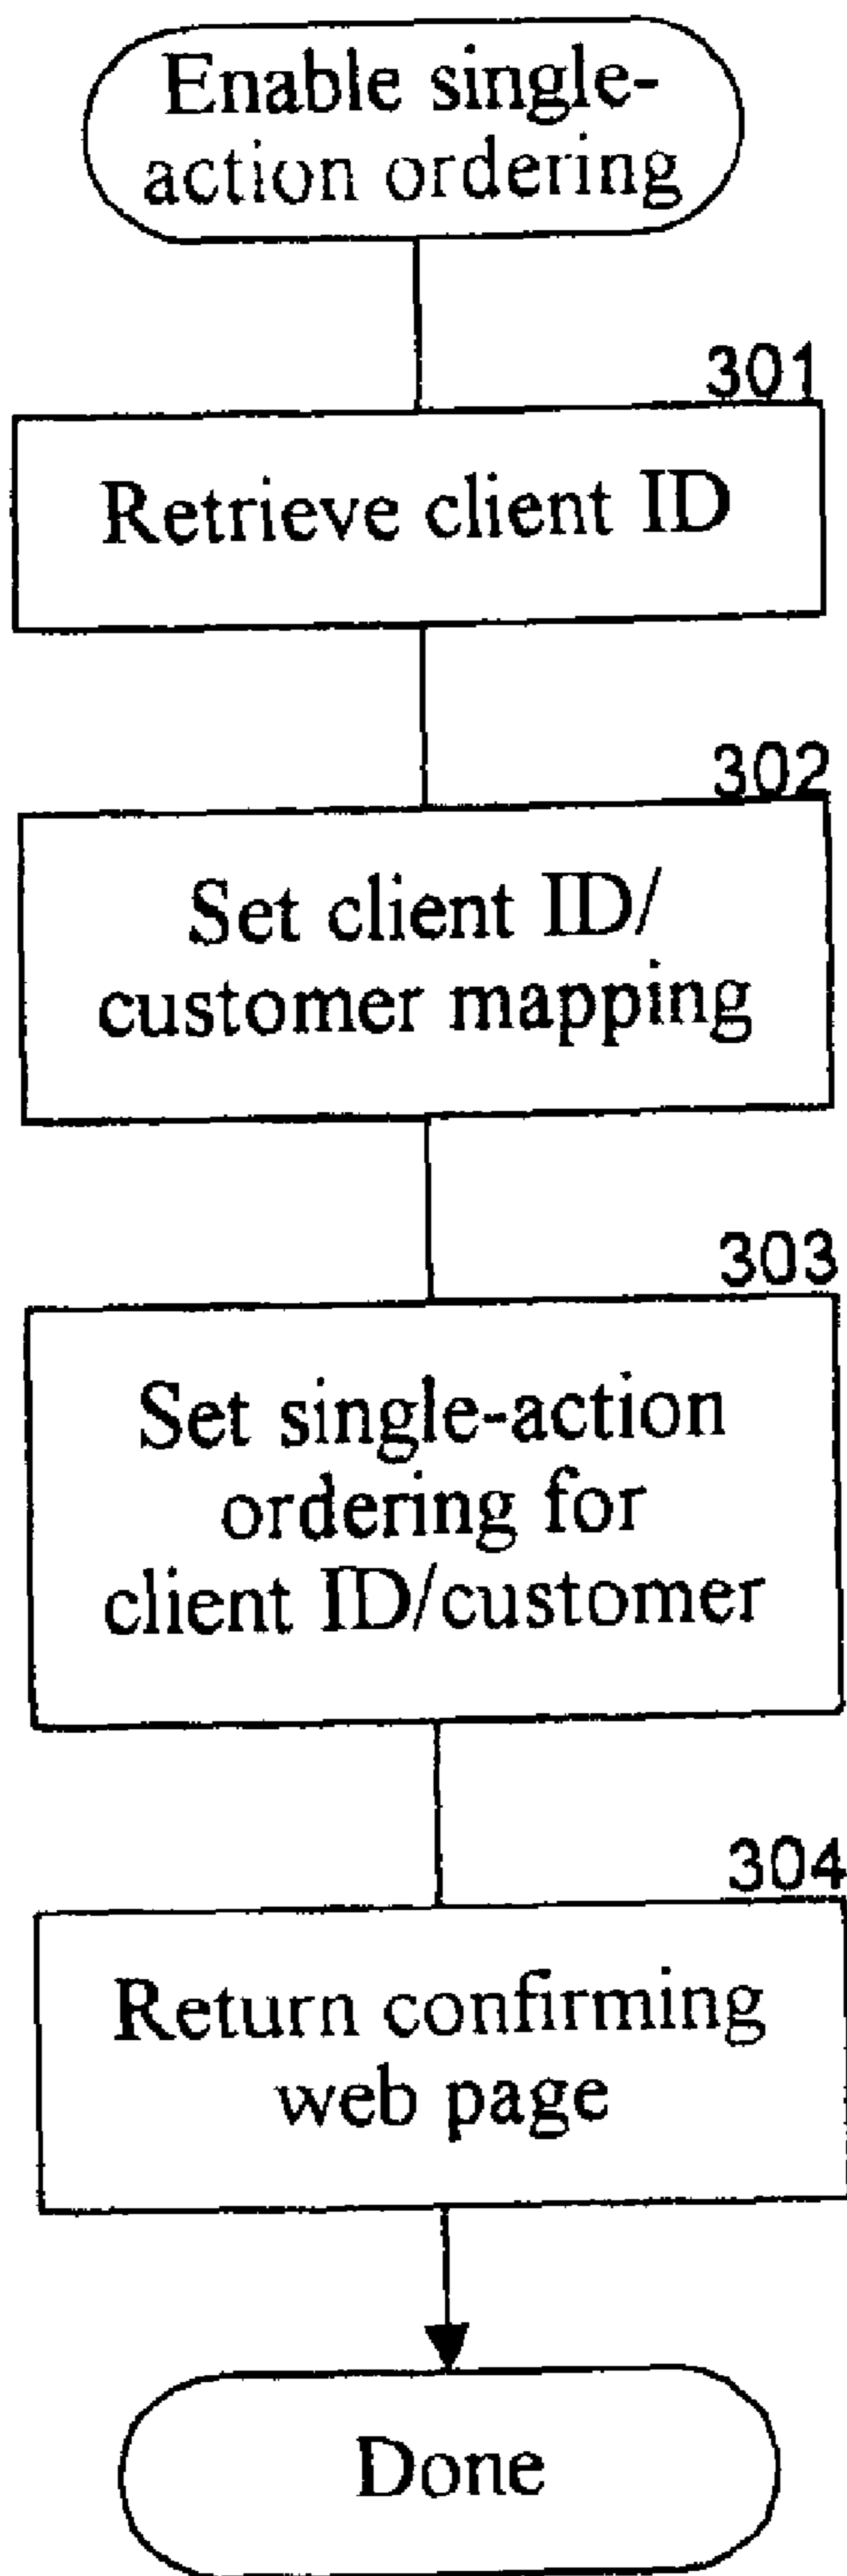 Enable single-
action ordering
301
Retrieve client ID
302
Set client ID/
customer mapping
303
Set single-action
ordering for
client ID/customer
304
Return confirming
web page
Done